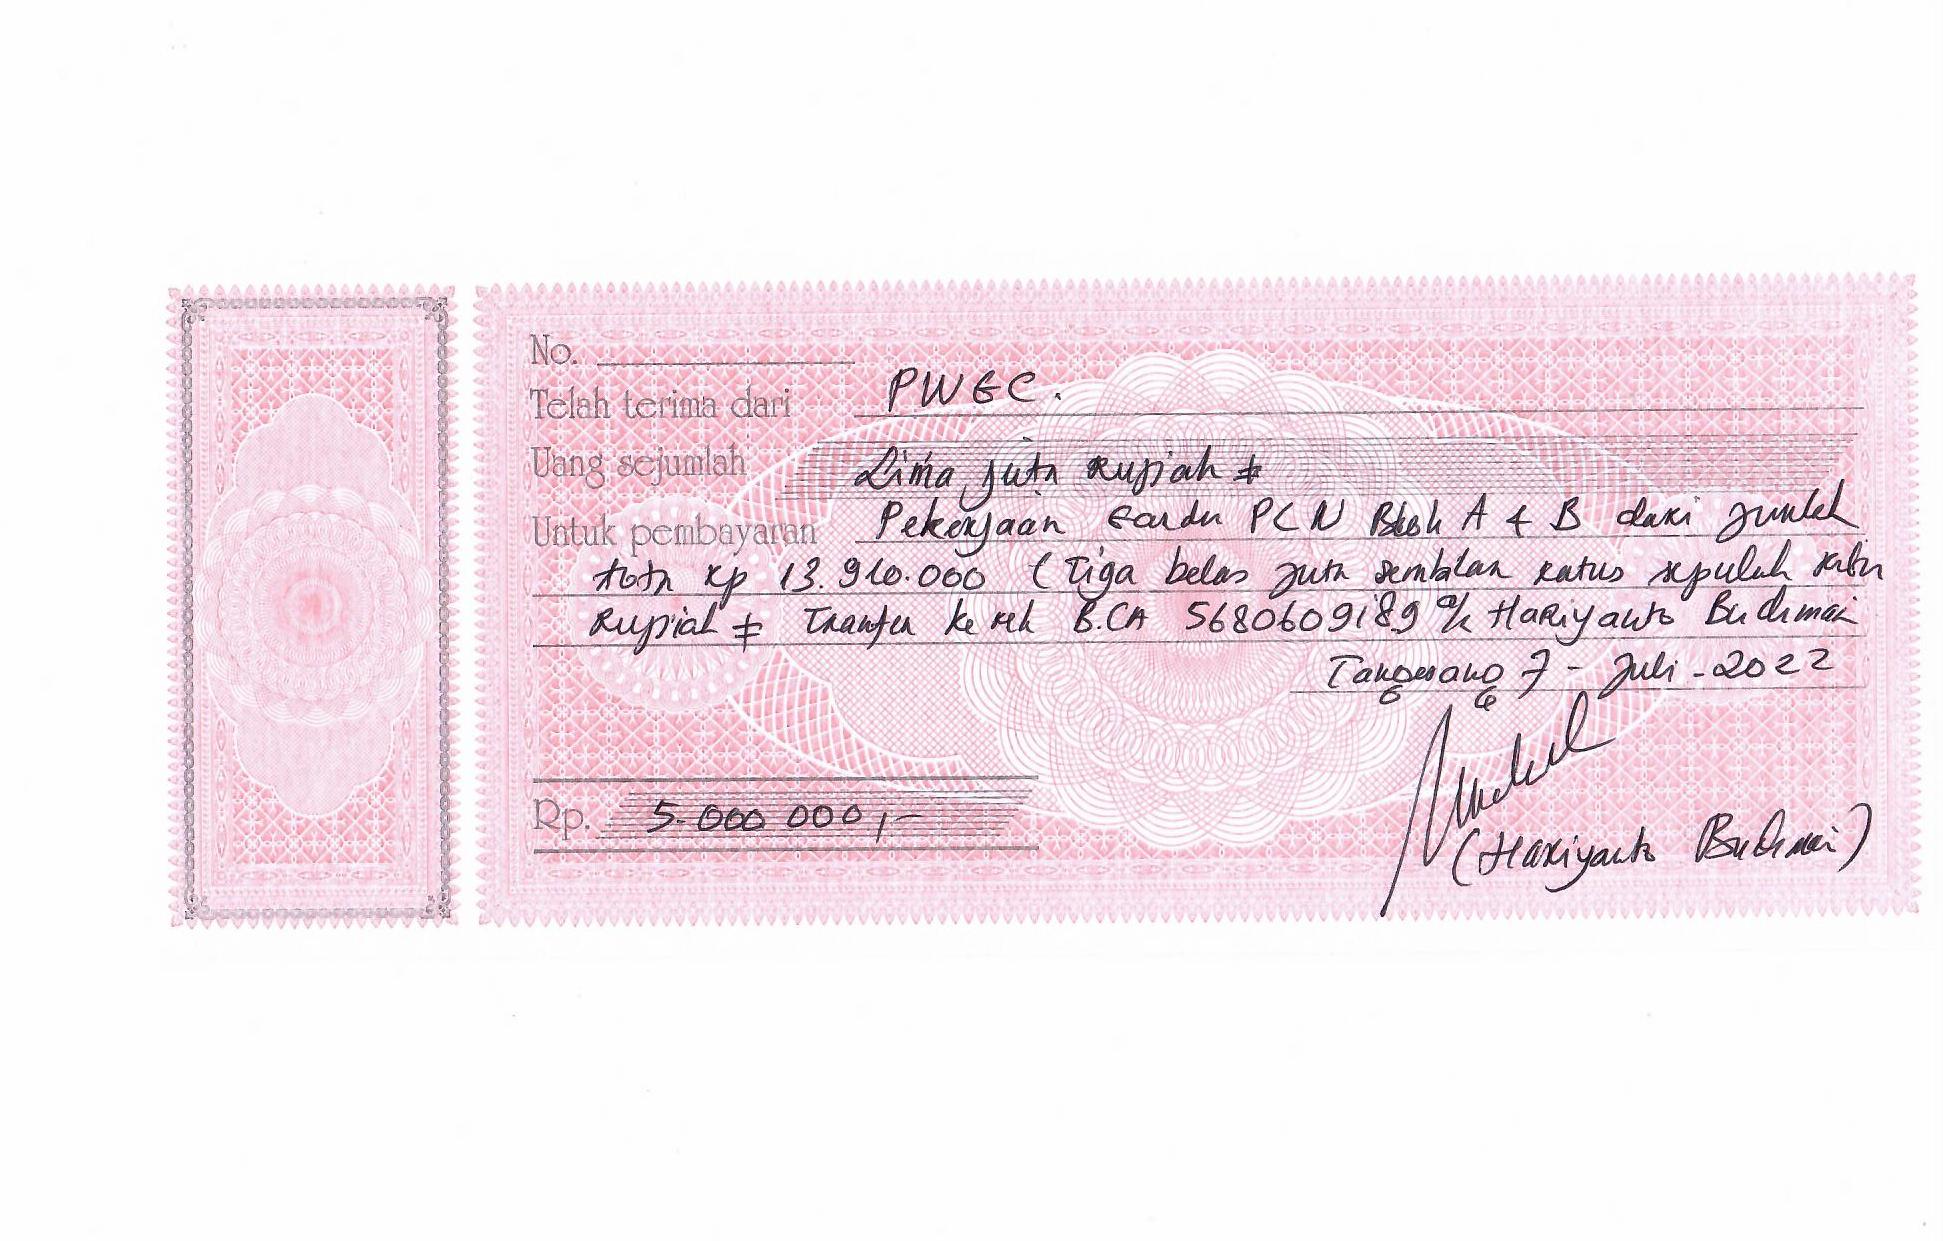 No.
Telah terima dari PWGC.
Uang sejumlah Lima juta Rupiah #
Untuk pembayaran Pekerjaan Gardu PLN Blok A & B dari jumlah
total Rp 13.910.000 (Tiga belas juta sembilan ratus sepuluh ribu
Rupiah # Transfer ke rek B.CA 5680609189 a/n HaRiyanto Budiman
Tangerang 7 - Juli - 2022
Rp. 5.000 000,-
(Hariyanto Budiman)